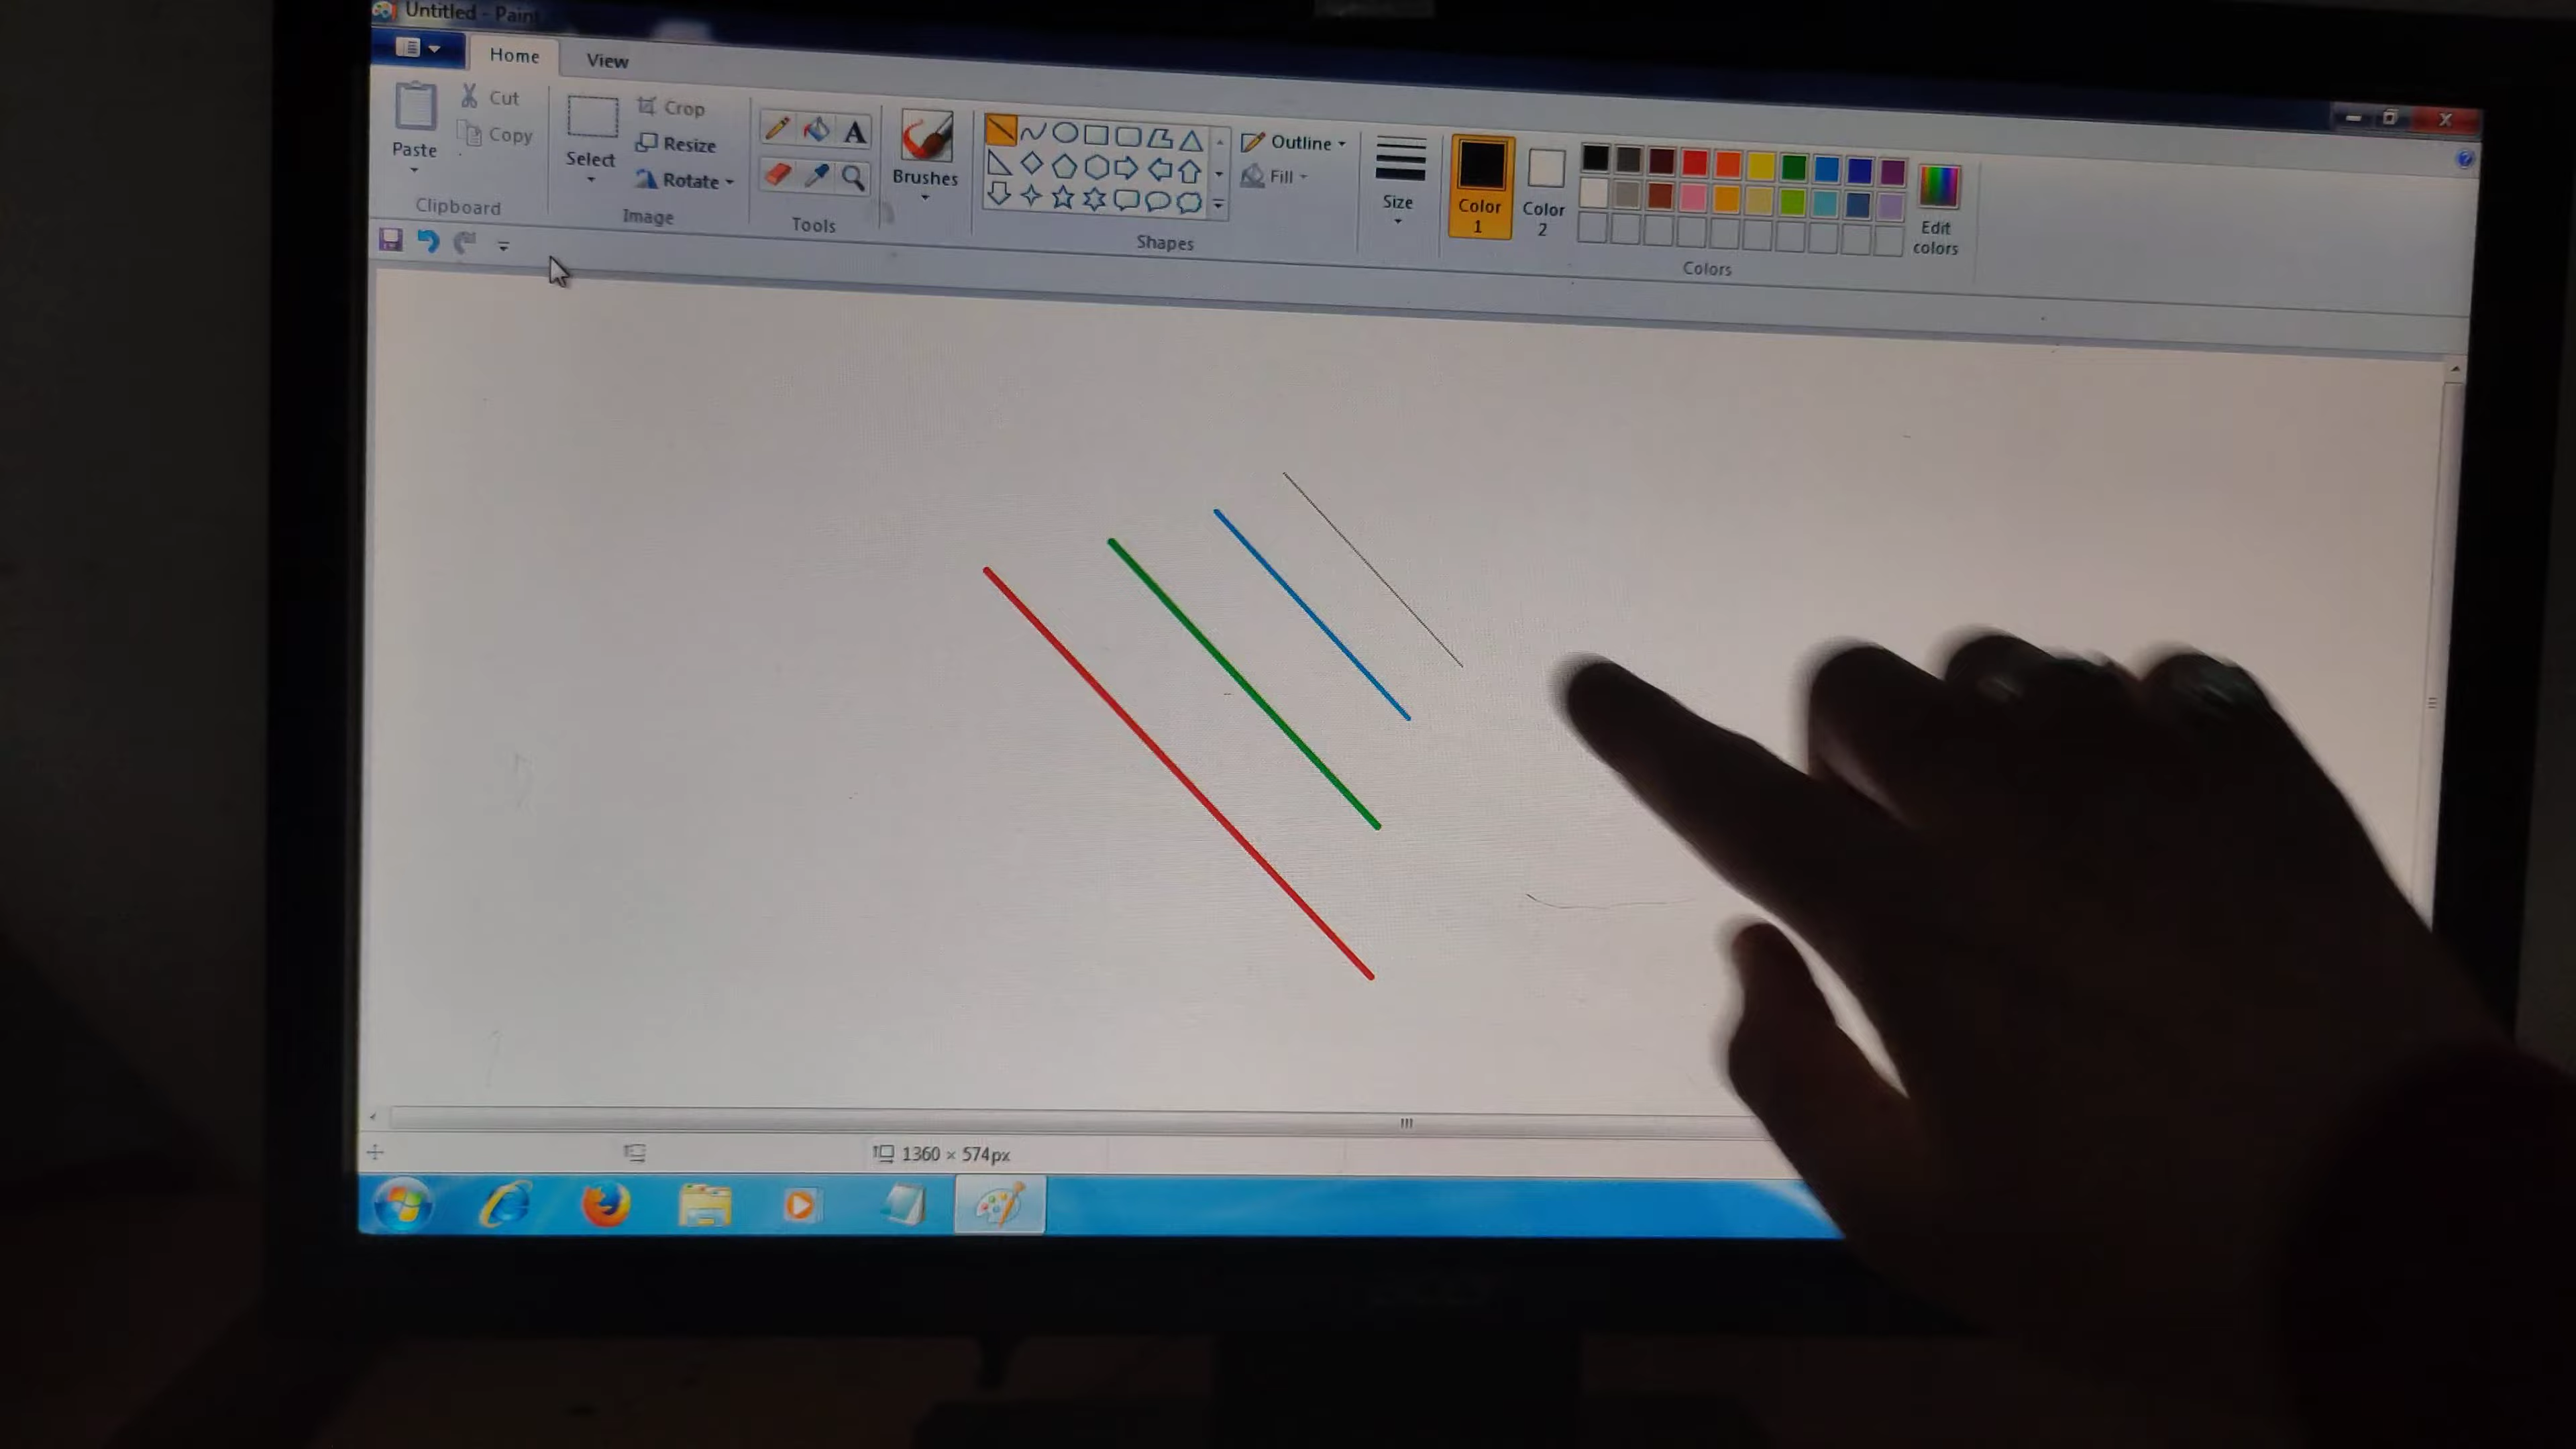 Untitled - Paint
Home
View
Paste
Cut
Copy
Clipboard
Select
Crop
Resize
Rotate
Image
A
Tools
Brushes
Shapes
Outline
Fill
Size
Color
1
Color
2
Edit
colors
Colors
1360 × 574px